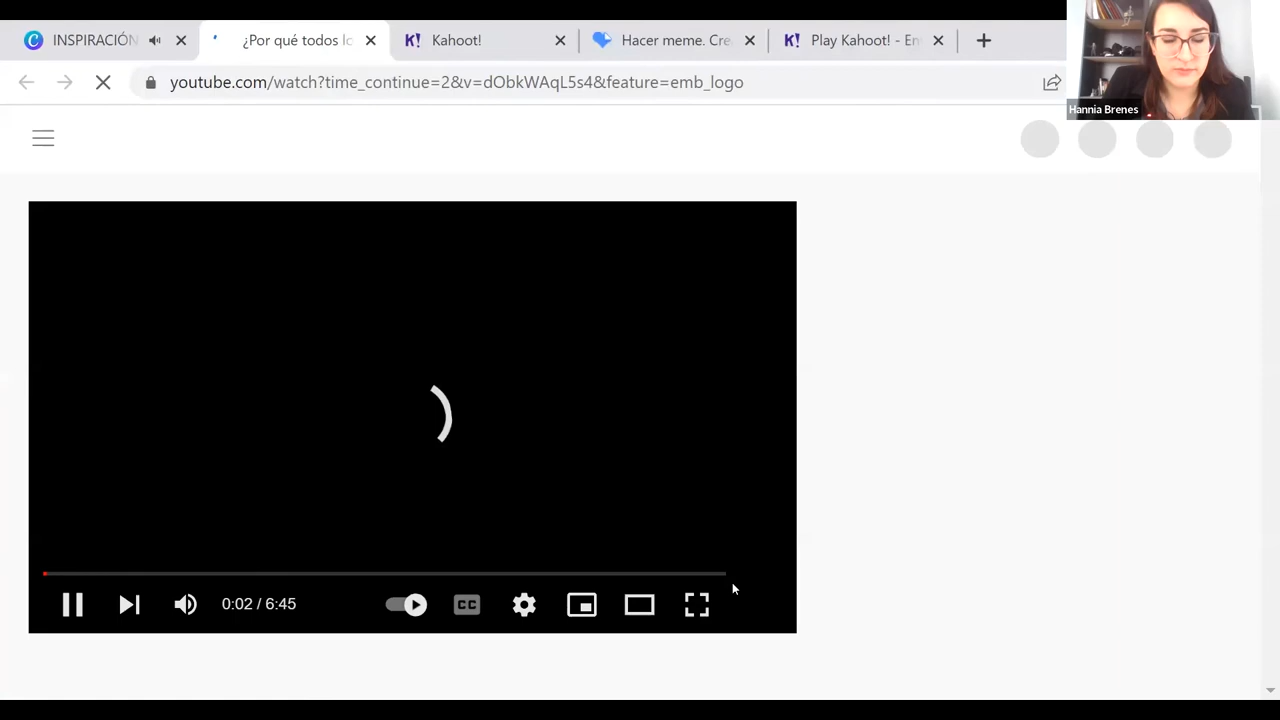 INSPIRACIÓN
¿Por qué todos lo
Kahoot!
Hacer meme. Cre
Play Kahoot! - En
youtube.com/watch?time_continue=2&v=dObkWAqL5s4&feature=emb_logo
Hannia Brenes
0:02 / 6:45
CC